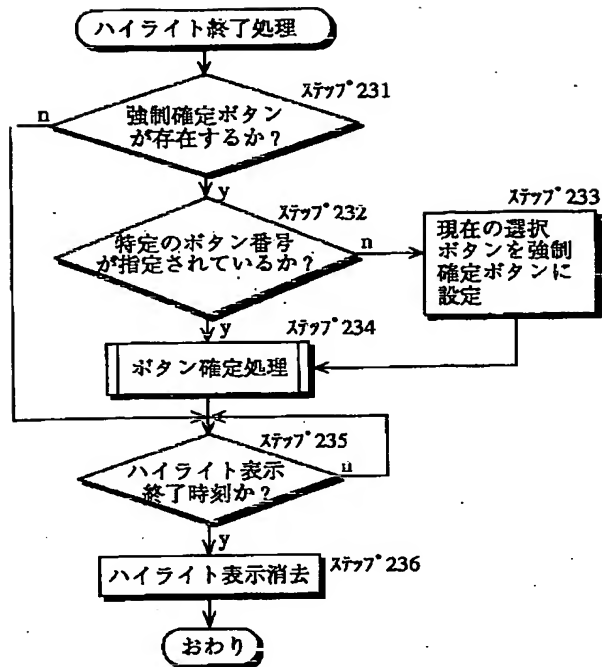 ハイライト終了処理
ステップ231
強制確定ボタン
が存在するか？
n
y
ステップ232
特定のボタン番号
が指定されているか？
n
y
ステップ233
現在の選択
ボタンを強制
確定ボタンに
設定
ステップ234
ボタン確定処理
ステップ235
ハイライト表示
終了時刻か？
n
y
ステップ236
ハイライト表示消去
おわり